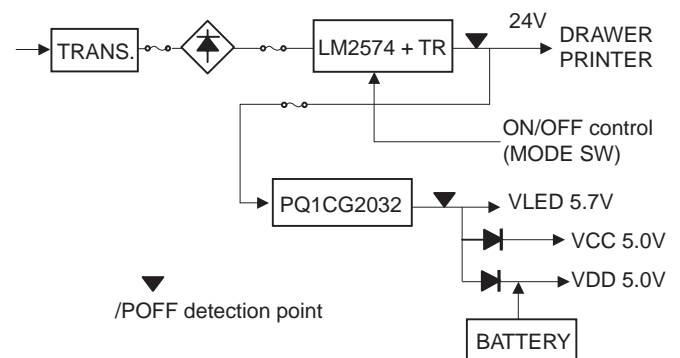 24V
TRANS.
LM2574 + TR
DRAWER
PRINTER
ON/OFF control
(MODE SW)
PQ1CG2032
VLED 5.7V
VCC 5.0V
VDD 5.0V
/POFF detection point
BATTERY